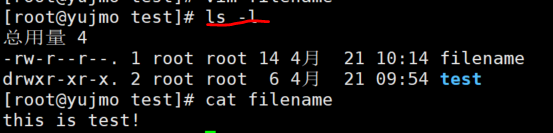 [root@yujmo test]# vim filename
[root@yujmo test]# ls -l
总用量 4
-rw-r--r--. 1 root root 14 4月  21 10:14 filename
drwxr-xr-x. 2 root root  6 4月  21 09:54 test
[root@yujmo test]# cat filename
this is test!